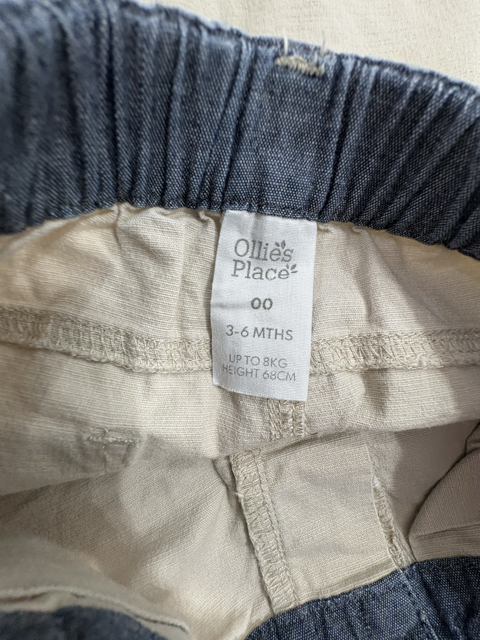 Ollie's
Place
00
3-6 MTHS
UP TO 8KG
HEIGHT 68CM